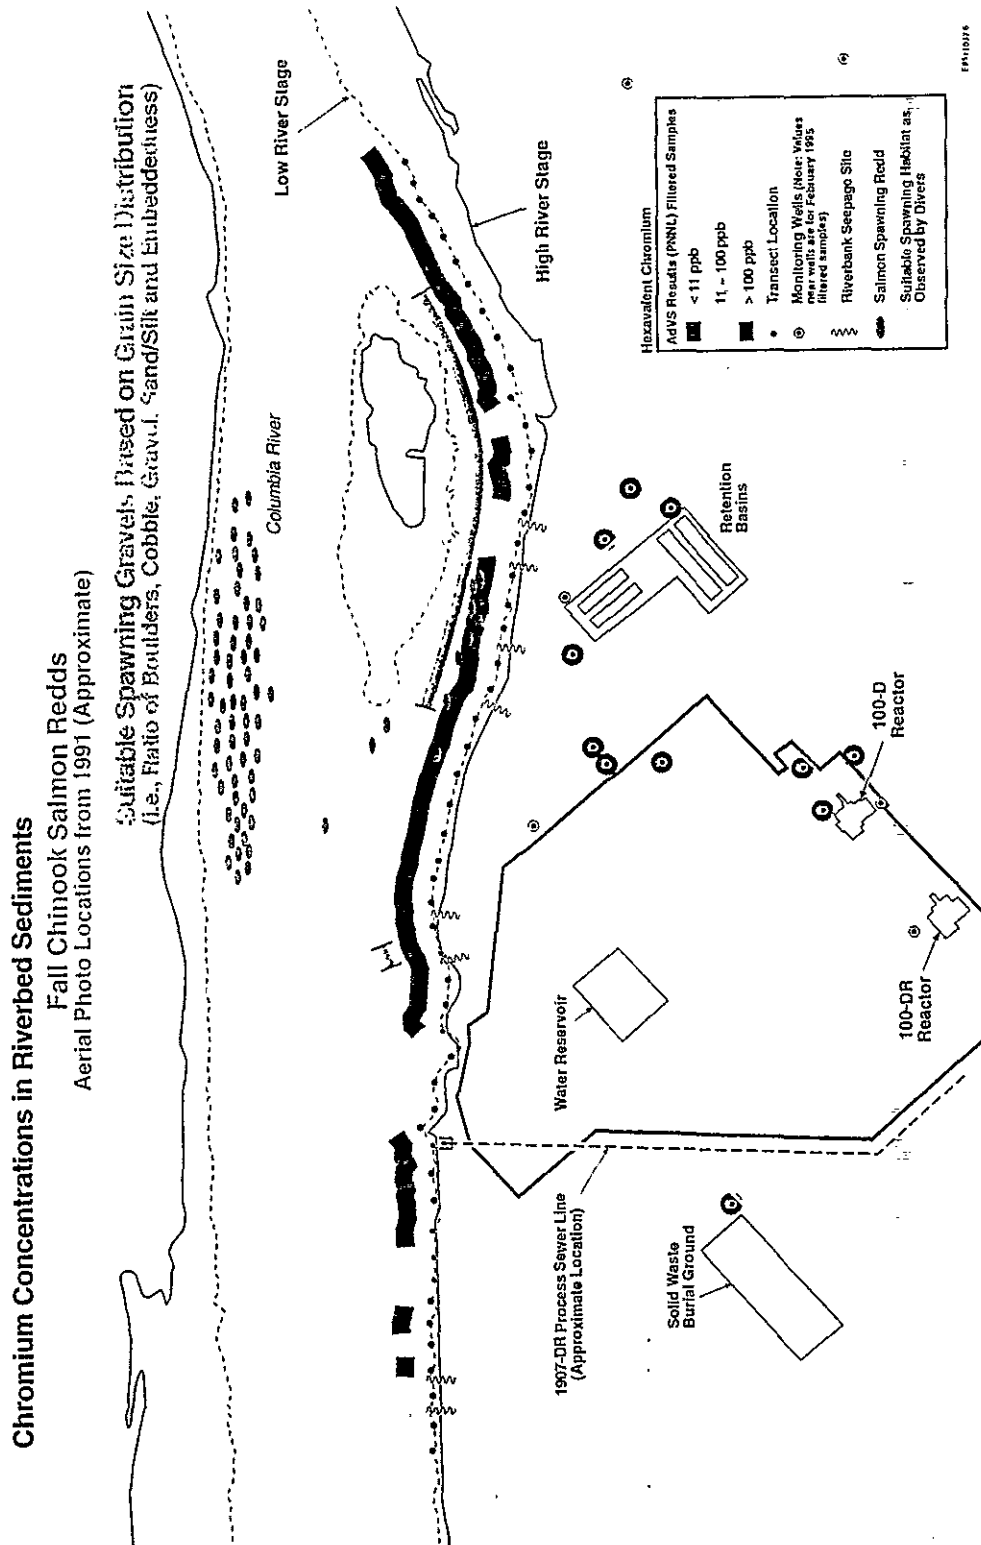 Chromium Concentrations in Riverbed Sediments
Fall Chinook Salmon Redds
Aerial Photo Locations from 1991 (Approximate)
Suitable Spawning Gravels Based on Grain Size Distribution
(i.e., Ratio of Boulders, Cobble, Gravel, Sand/Silt and Embeddedness)
Low River Stage
Columbia River
High River Stage
Hexavalent Chromium
AdVS Results (PNNL) Filtered Samples
< 11 ppb
11 - 100 ppb
> 100 ppb
Transect Location
Monitoring Wells (Note: Values
near walls are for February 1995
filtered samples)
Riverbank Seepage Site
Salmon Spawning Redd
Suitable Spawning Habitat as
Observed by Divers
Retention
Basins
100-D
Reactor
100-DR
Reactor
Water Reservoir
1907-DR Process Sewer Line
(Approximate Location)
Solid Waste
Burial Ground